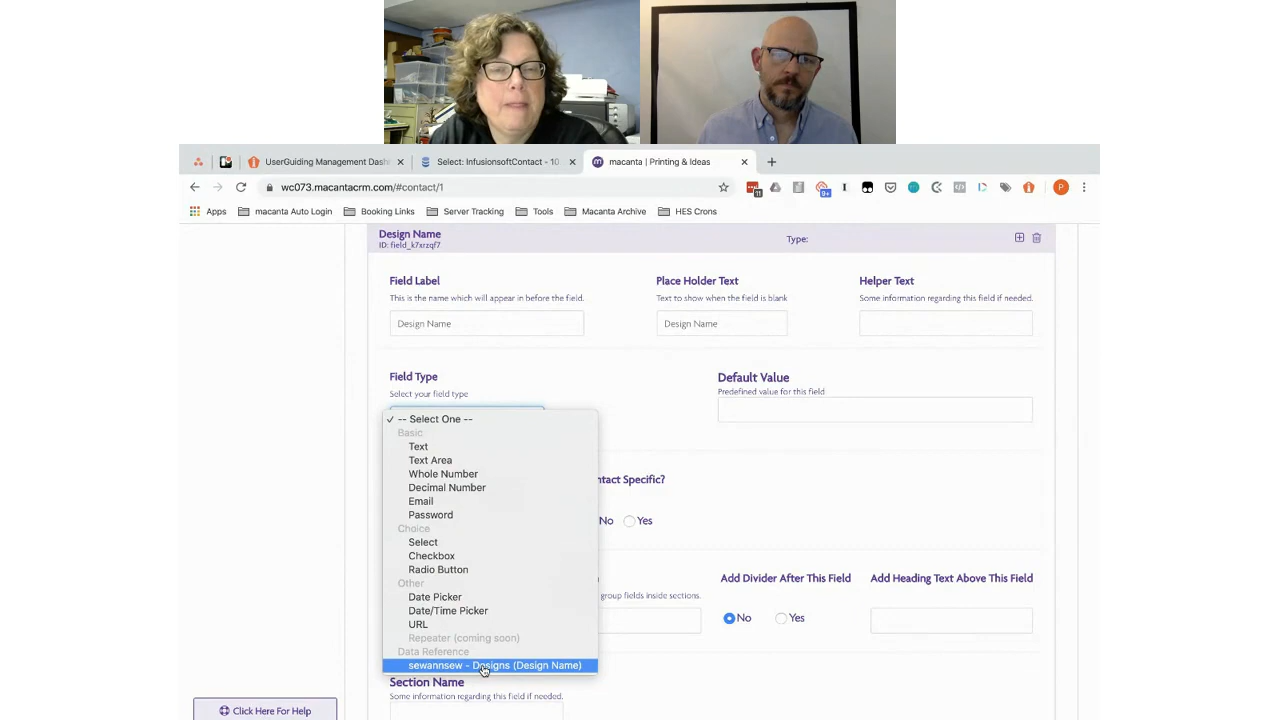 UserGuiding Management Dashl
Select: InfusionsoftContact - 10
macanta | Printing & Ideas
wc073.macantacrm.com/#contact/1
11
9+
P
Apps
macanta Auto Login
Booking Links
Server Tracking
Tools
Macanta Archive
HES Crons
Design Name
ID: field_k7xrzqf7
Type:
Field Label
Place Holder Text
Helper Text
This is the name which will appear in before the field.
Text to show when the field is blank
Some information regarding this field if needed.
Design Name
Design Name
Field Type
Default Value
Select your field type
Predefined value for this field
-- Select One --
Basic
Text
Text Area
Whole Number
Decimal Number
Email
Password
Choice
Select
Checkbox
Radio Button
Other
Date Picker
Date/Time Picker
URL
Repeater (coming soon)
Data Reference
sewannsew - Designs (Design Name)
ntact Specific?
No
Yes
Add Divider After This Field
Add Heading Text Above This Field
group fields inside sections.
No
Yes
Section Name
Some information regarding this field if needed.
Click Here For Help